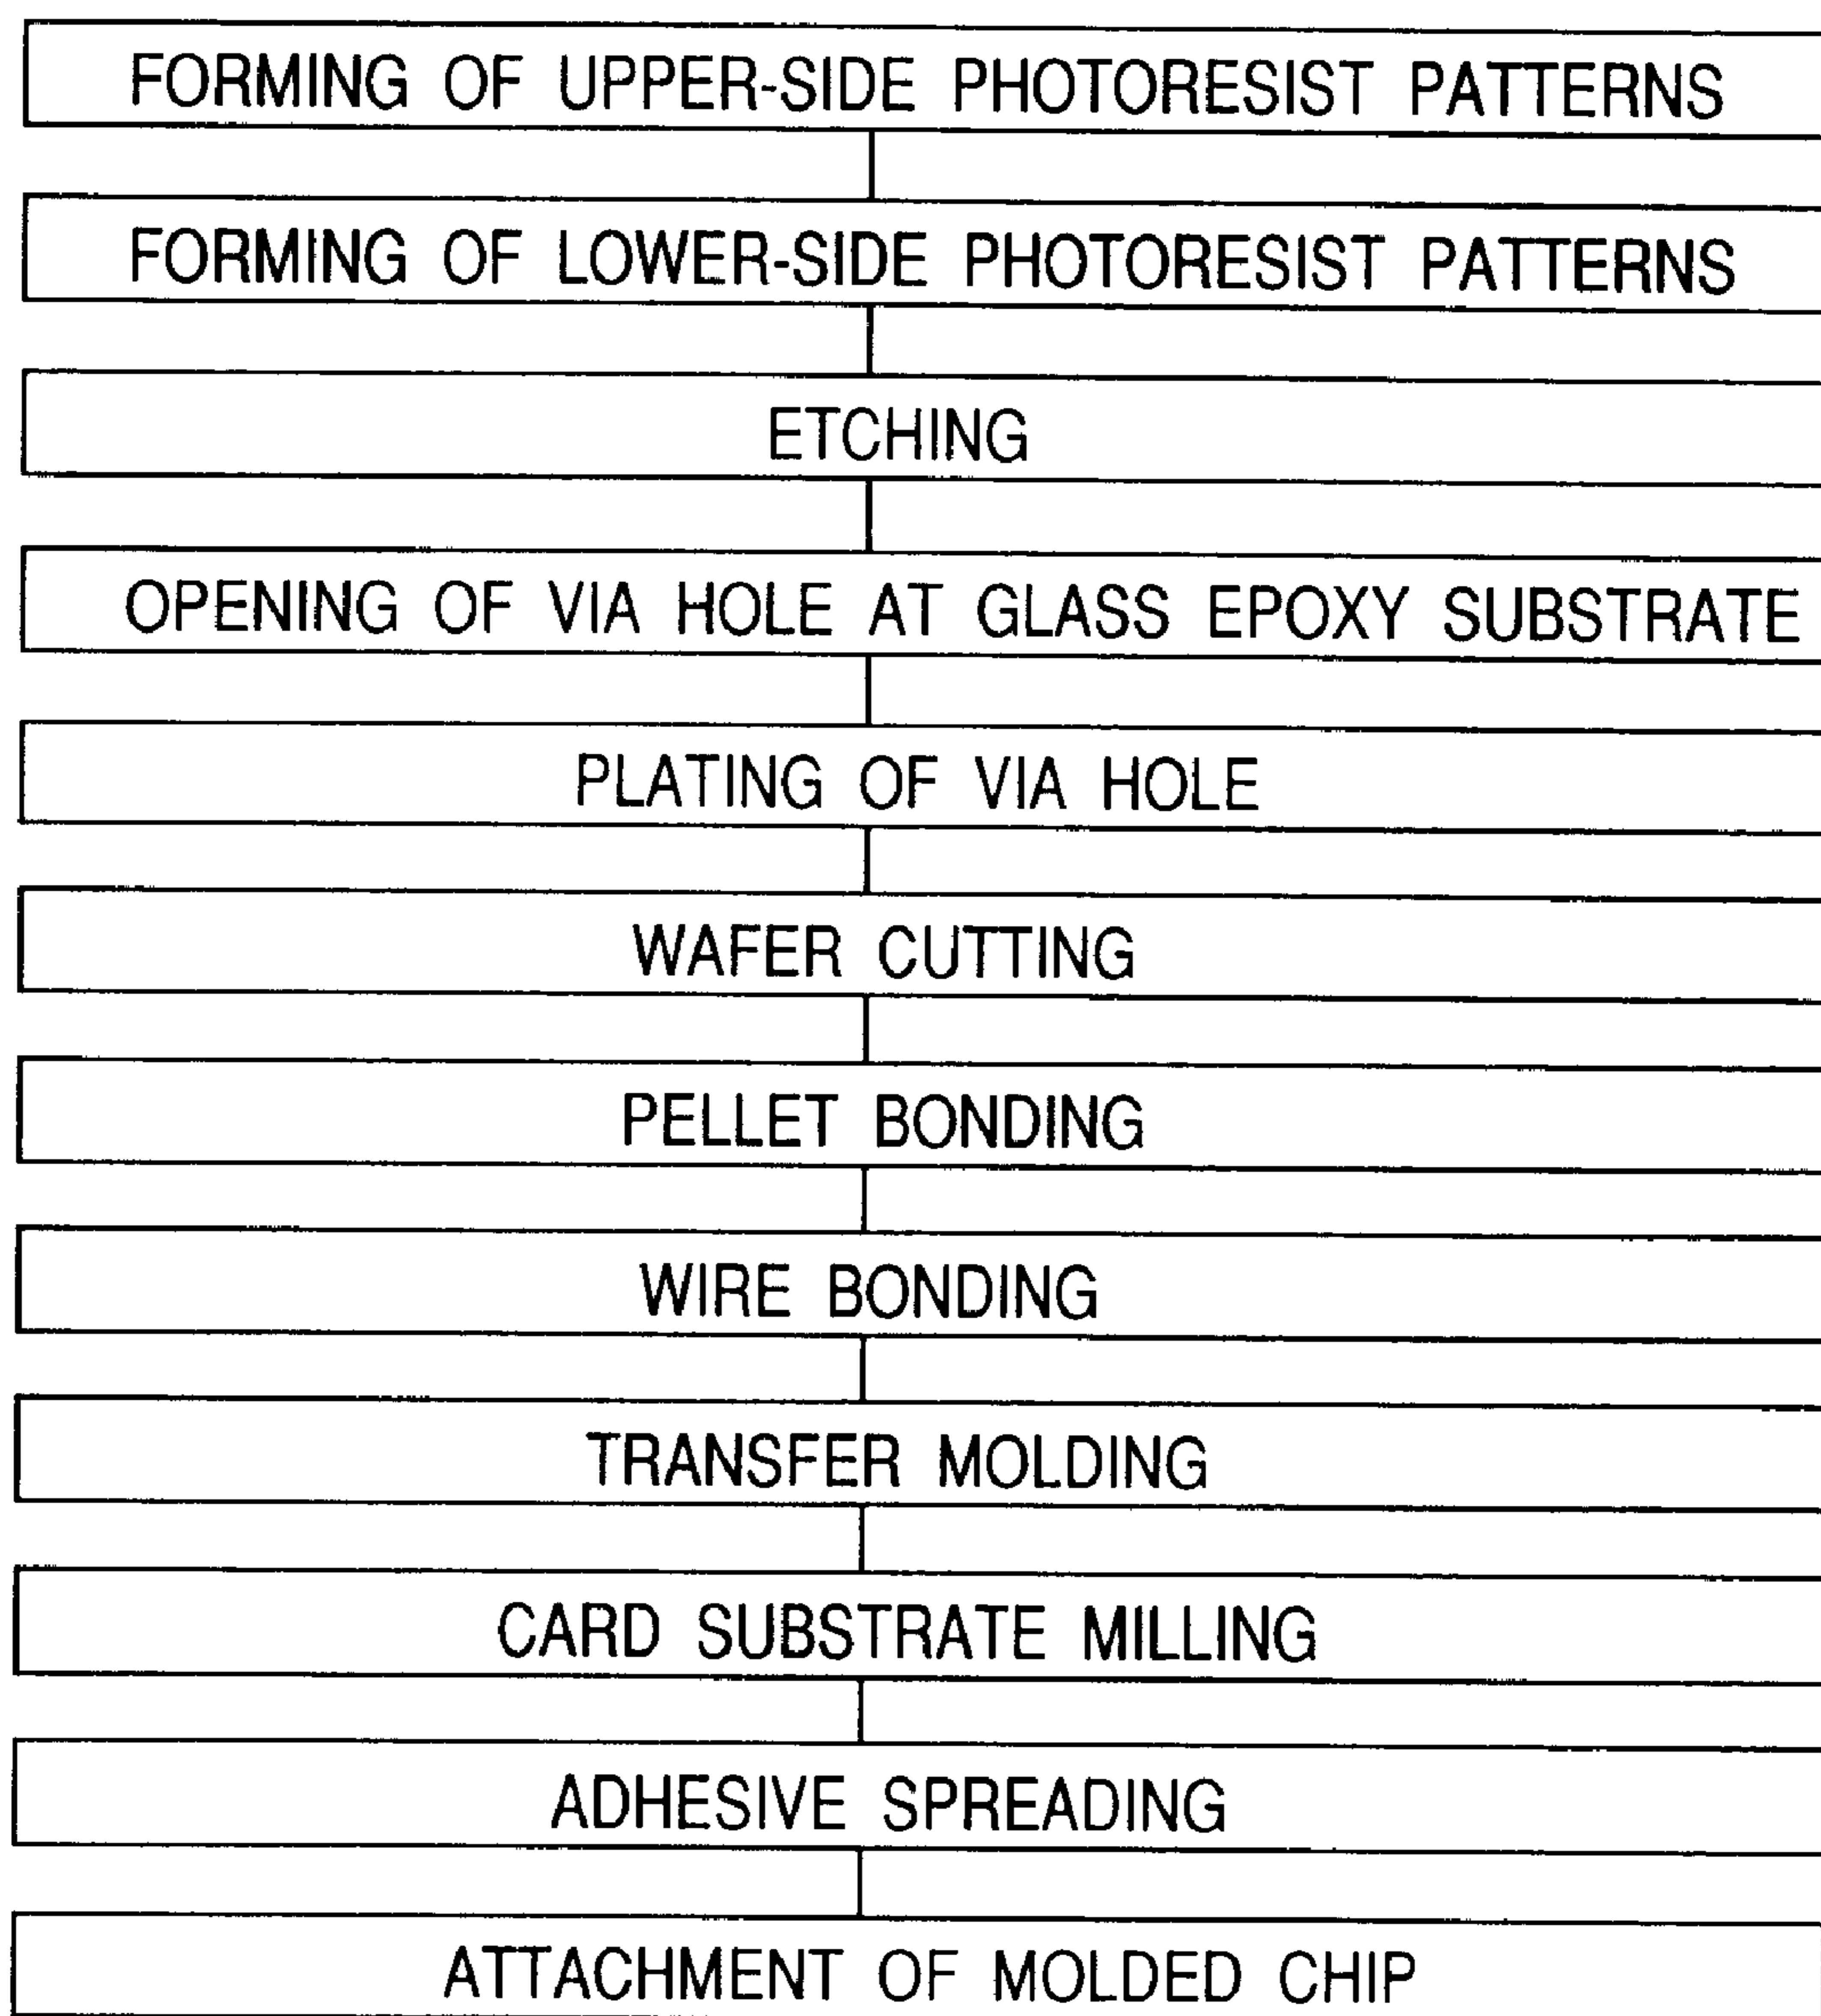 FORMING OF UPPER-SIDE PHOTORESIST PATTERNS
FORMING OF LOWER-SIDE PHOTORESIST PATTERNS
ETCHING
OPENING OF VIA HOLE AT GLASS EPOXY SUBSTRATE
PLATING OF VIA HOLE
WAFER CUTTING
PELLET BONDING
WIRE BONDING
TRANSFER MOLDING
CARD SUBSTRATE MILLING
ADHESIVE SPREADING
ATTACHMENT OF MOLDED CHIP